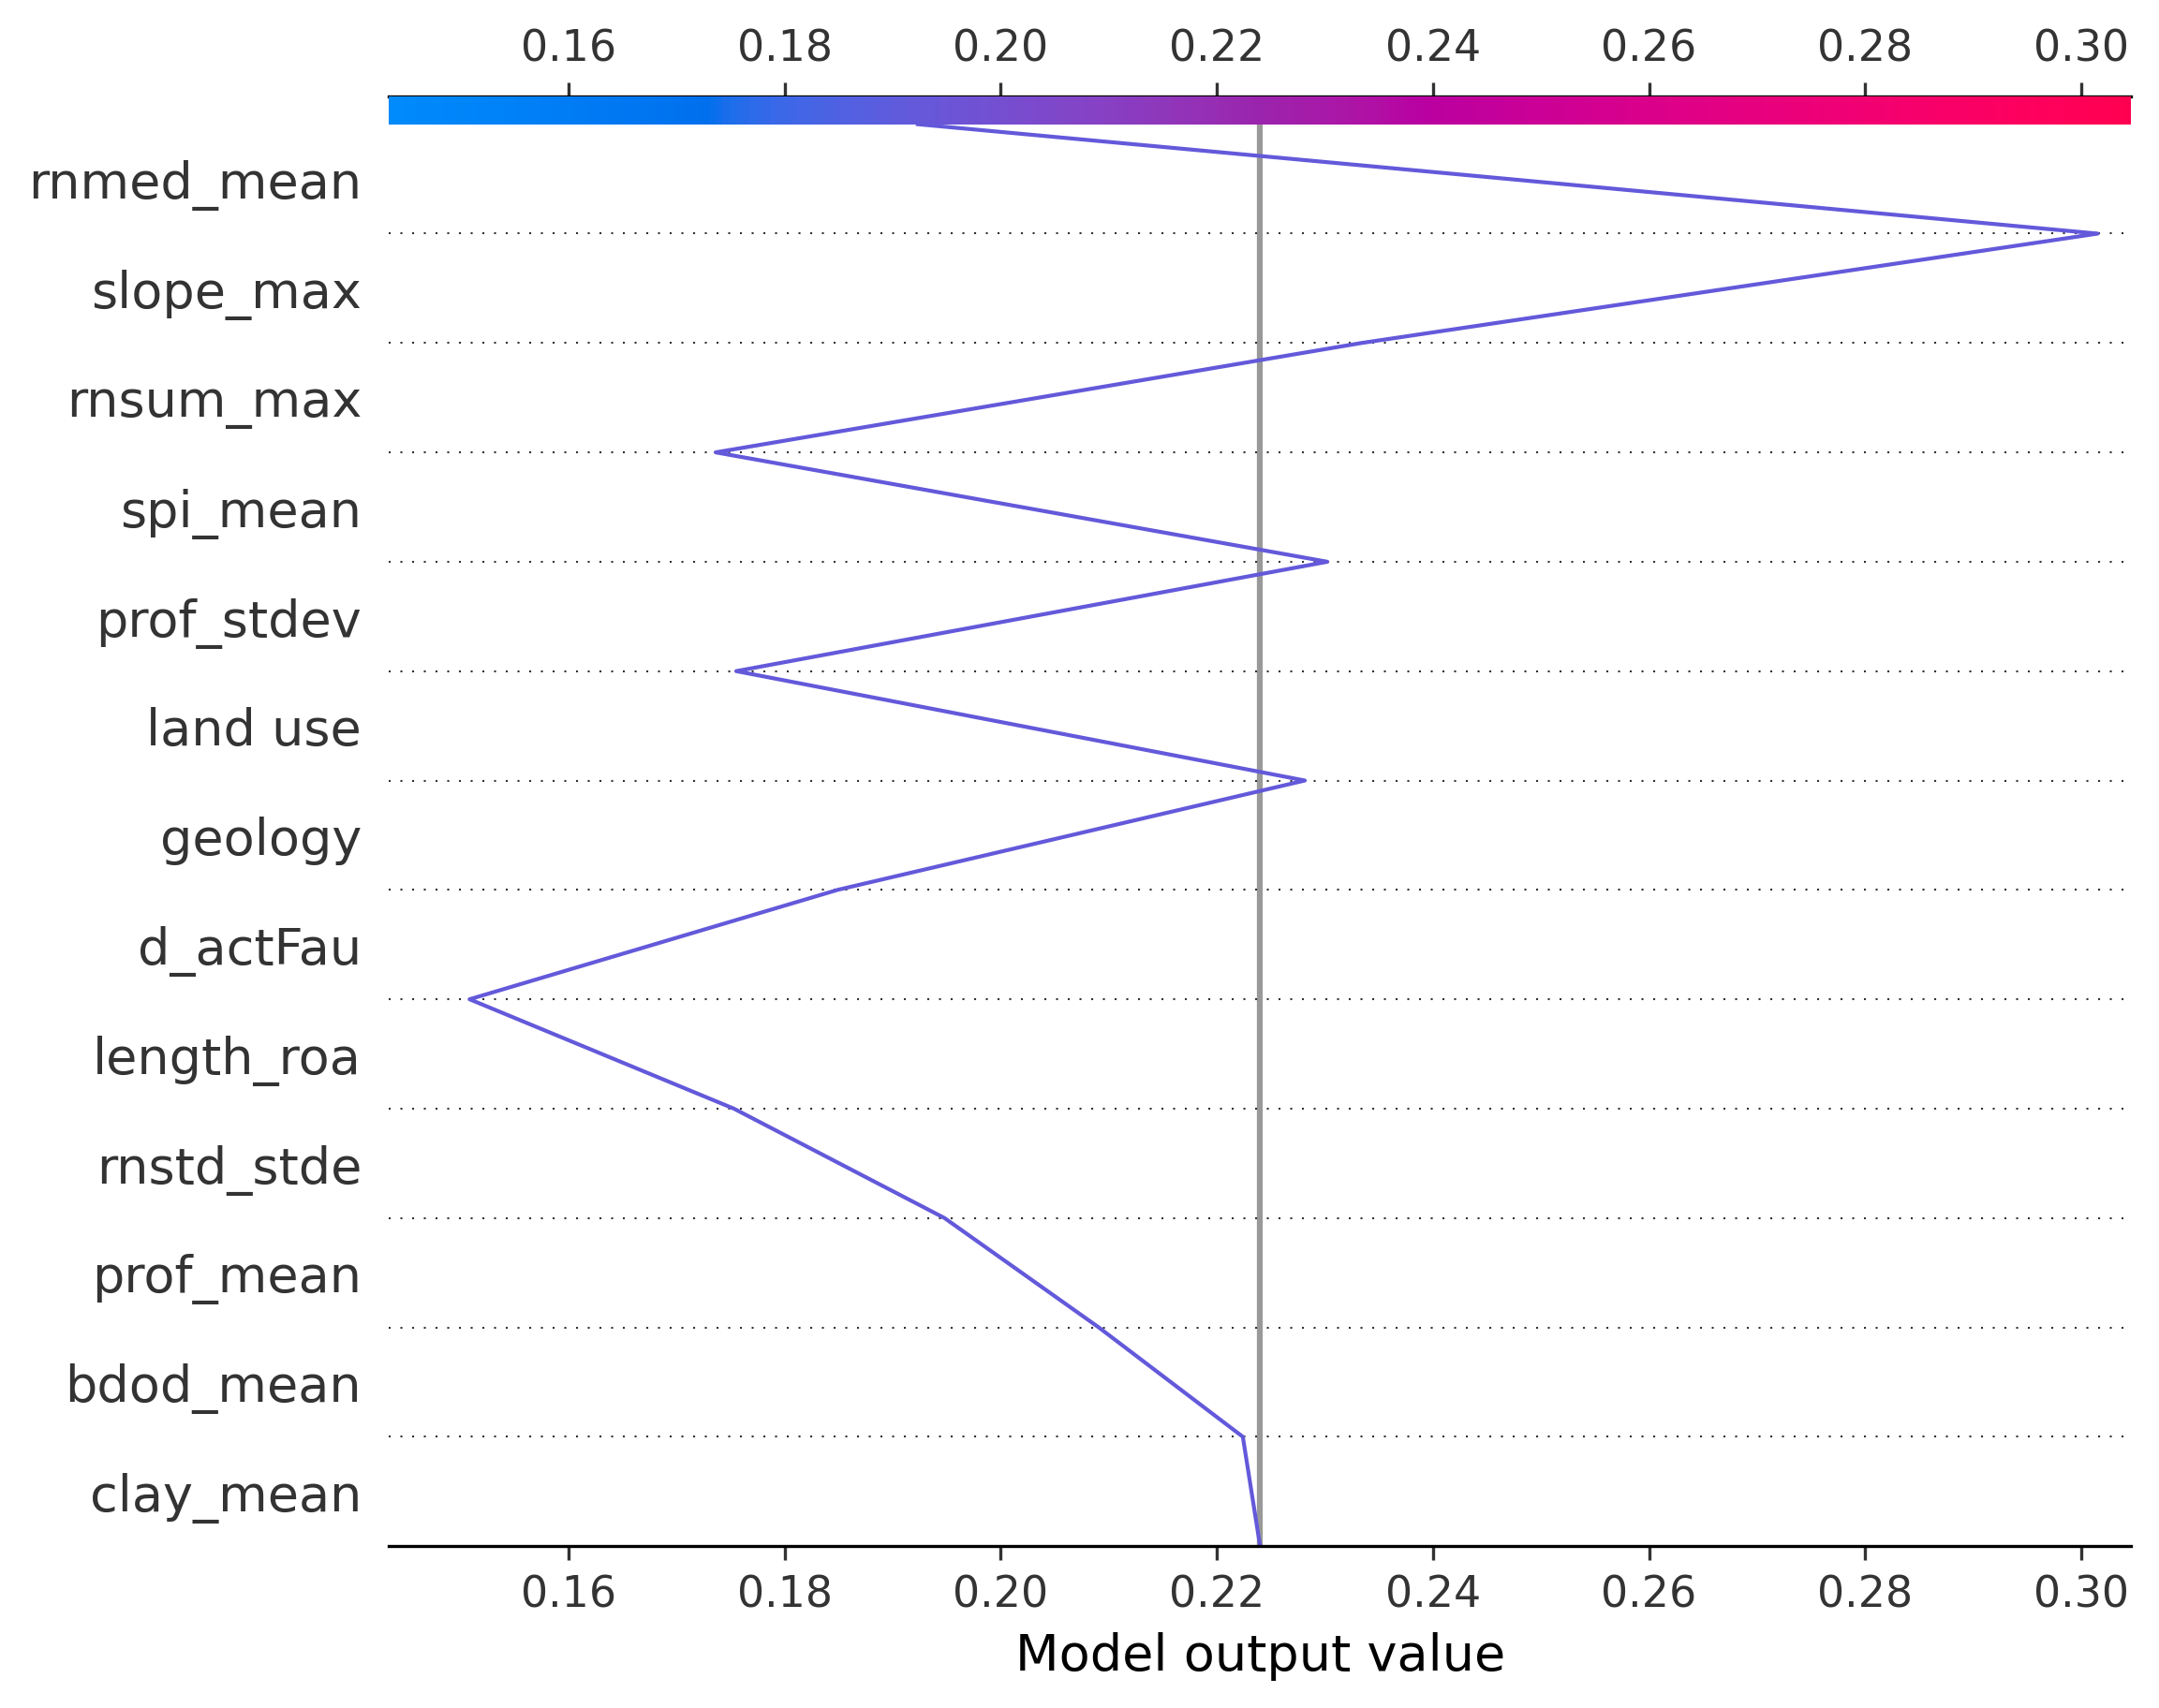 0.16 0.18 0.20 0.22 0.24 0.26 0.28 0.30
rnmed_mean
slope_max
rnsum_max
spi_mean
prof_stdev
land use
geology
d_actFau
length_roa
rnstd_stde
prof_mean
bdod_mean
clay_mean
0.16 0.18 0.20 0.22 0.24 0.26 0.28 0.30
Model output value